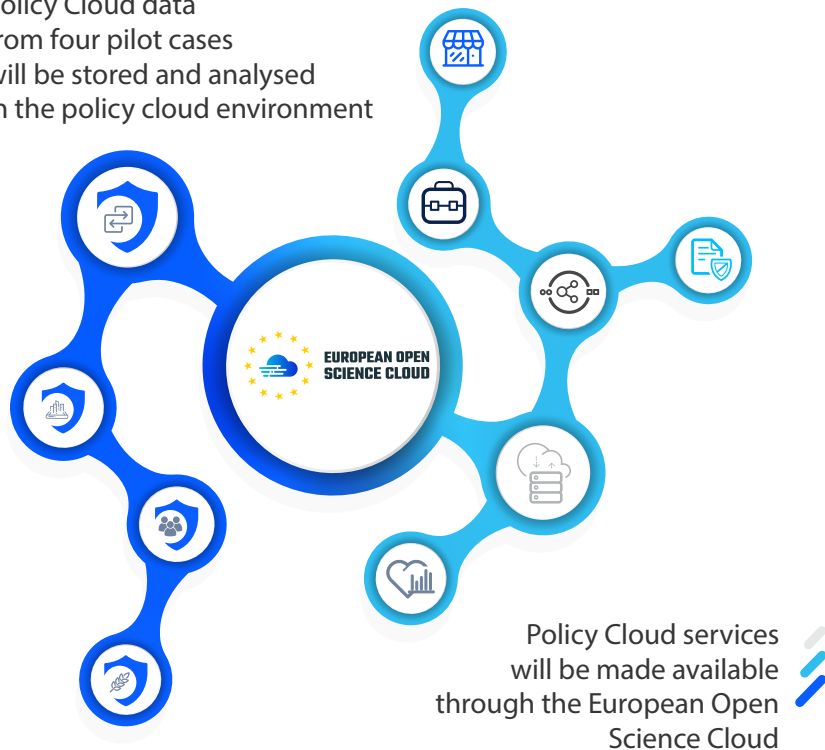 olicy Cloud data
rom four pilot cases
vill be stored and analysed
n the policy cloud environment
EUROPEAN OPEN
SCIENCE CLOUD
Policy Cloud services
will be made available
through the European Open
Science Cloud